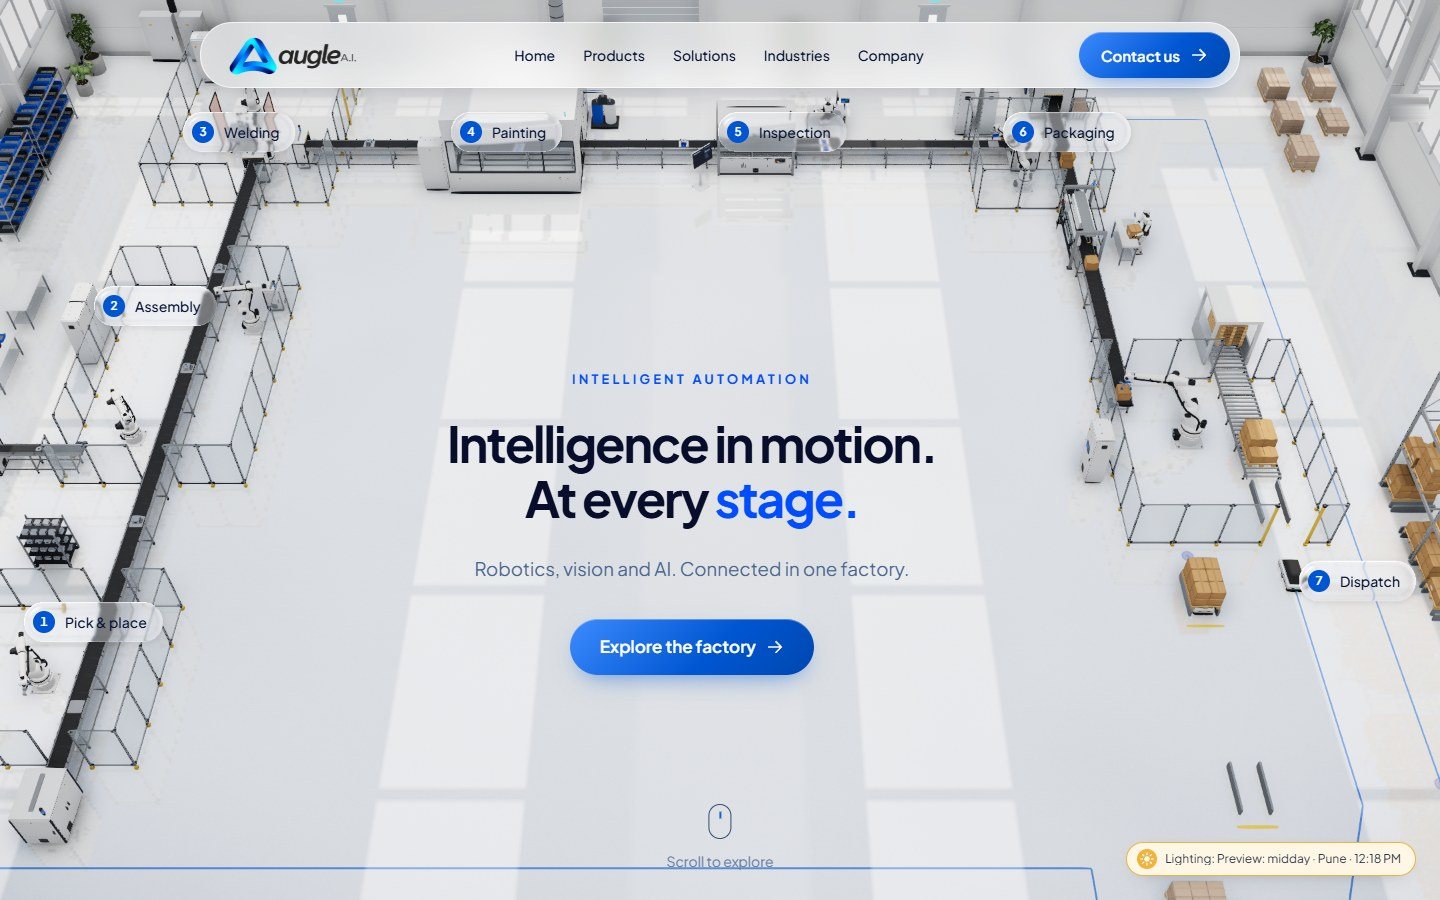 augle A.I.
Home
Products
Solutions
Industries
Company
Contact us
3 Welding
4 Painting
5 Inspection
6 Packaging
2 Assembly
INTELLIGENT AUTOMATION
Intelligence in motion.
At every stage.
Robotics, vision and AI. Connected in one factory.
7 Dispatch
1 Pick & place
Explore the factory
Scroll to explore
Lighting: Preview: midday · Pune · 12:18 PM